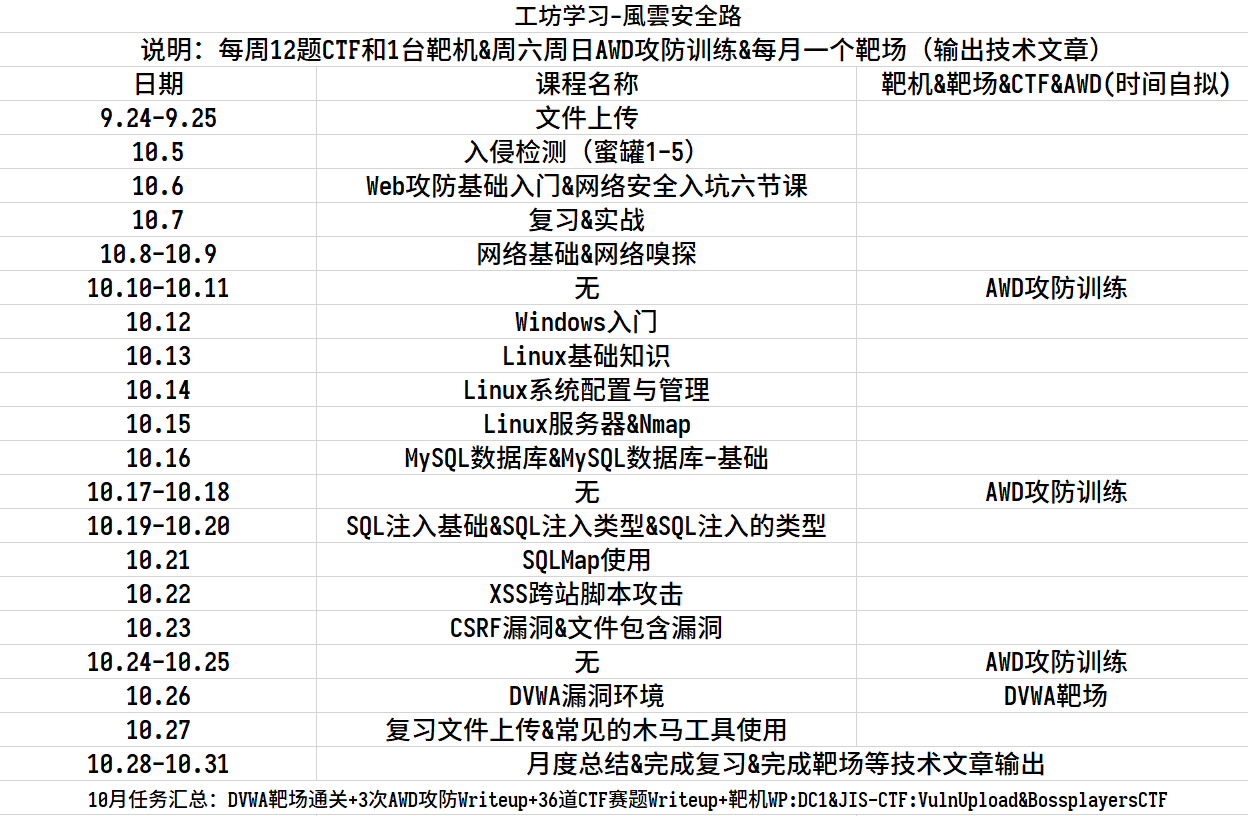 工坊学习-風雲安全路
说明：每周12题CTF和1台靶机&周六周日AWD攻防训练&每月一个靶场（输出技术文章）
日期 课程名称 靶机&靶场&CTF&AWD(时间自拟)
9.24-9.25 文件上传
10.5 入侵检测（蜜罐1-5）
10.6 Web攻防基础入门&网络安全入坑六节课
10.7 复习&实战
10.8-10.9 网络基础&网络嗅探
10.10-10.11 无 AWD攻防训练
10.12 Windows入门
10.13 Linux基础知识
10.14 Linux系统配置与管理
10.15 Linux服务器&Nmap
10.16 MySQL数据库&MySQL数据库-基础
10.17-10.18 无 AWD攻防训练
10.19-10.20 SQL注入基础&SQL注入类型&SQL注入的类型
10.21 SQLMap使用
10.22 XSS跨站脚本攻击
10.23 CSRF漏洞&文件包含漏洞
10.24-10.25 无 AWD攻防训练
10.26 DVWA漏洞环境 DVWA靶场
10.27 复习文件上传&常见的木马工具使用
10.28-10.31 月度总结&完成复习&完成靶场等技术文章输出
10月任务汇总：DVWA靶场通关+3次AWD攻防Writeup+36道CTF赛题Writeup+靶机WP:DC1&JIS-CTF:VulnUpload&BossplayersCTF